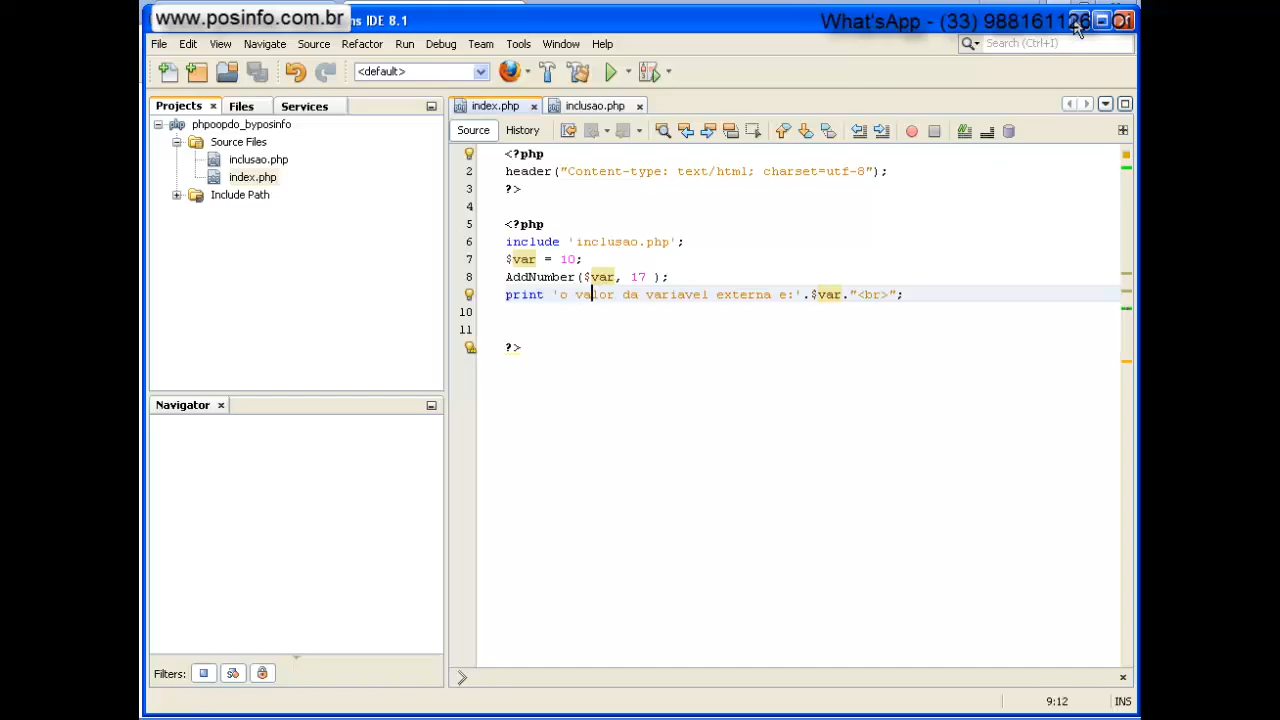 www.posinfo.com.br
ns IDE 8.1
What'sApp - (33) 988161126 - Oi
File Edit View Navigate Source Refactor Run Debug Team Tools Window Help
Search (Ctrl+I)
<default>
Projects Files Services
index.php inclusao.php
phpoopdo_byposinfo
Source Files
inclusao.php
index.php
Include Path
Source History
<?php
2 header("Content-type: text/html; charset=utf-8");
3 ?>
4
5 <?php
6 include 'inclusao.php';
7 $var = 10;
8 AddNumber($var, 17 );
print 'o valor da variavel externa e:'.$var."<br>";
10
11
?>
Navigator
Filters:
9:12 INS